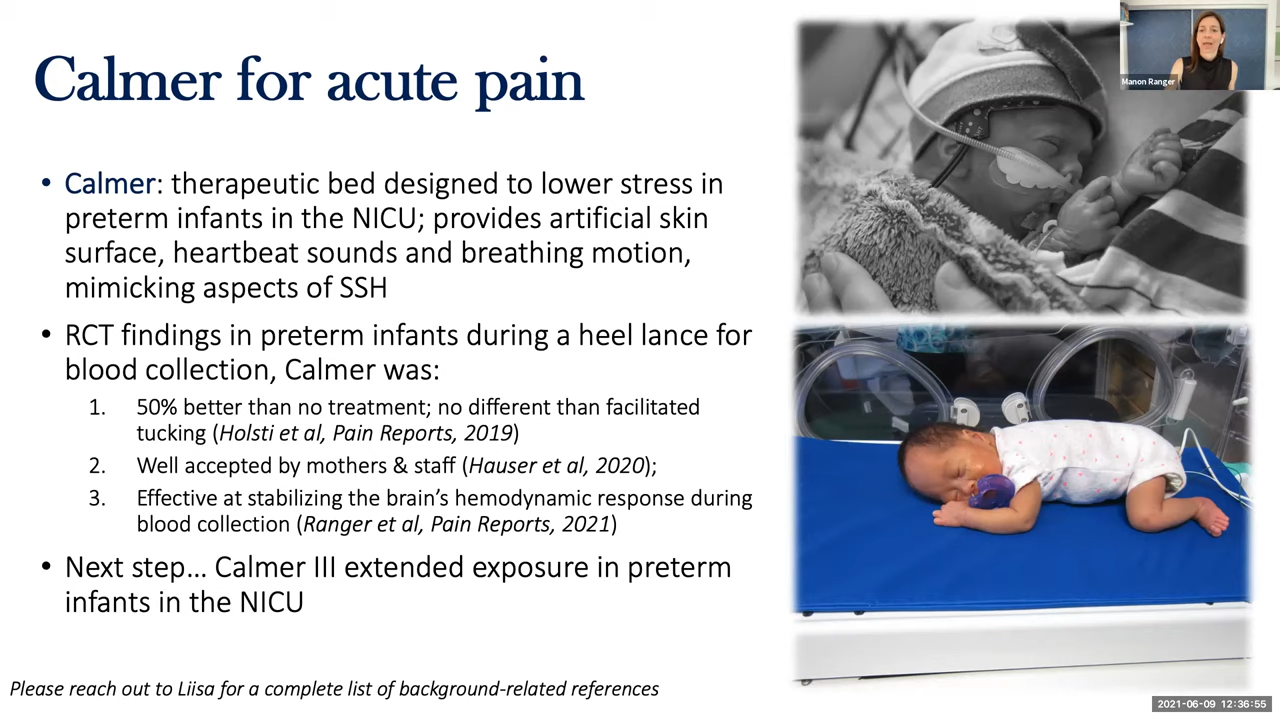 Calmer for acute pain
Manon Ranger
• Calmer: therapeutic bed designed to lower stress in
preterm infants in the NICU; provides artificial skin
surface, heartbeat sounds and breathing motion,
mimicking aspects of SSH
• RCT findings in preterm infants during a heel lance for
blood collection, Calmer was:
1. 50% better than no treatment; no different than facilitated
tucking (Holsti et al, Pain Reports, 2019)
2. Well accepted by mothers & staff (Hauser et al, 2020);
3. Effective at stabilizing the brain’s hemodynamic response during
blood collection (Ranger et al, Pain Reports, 2021)
• Next step... Calmer III extended exposure in preterm
infants in the NICU
Please reach out to Liisa for a complete list of background-related references
2021-06-09 12:36:55